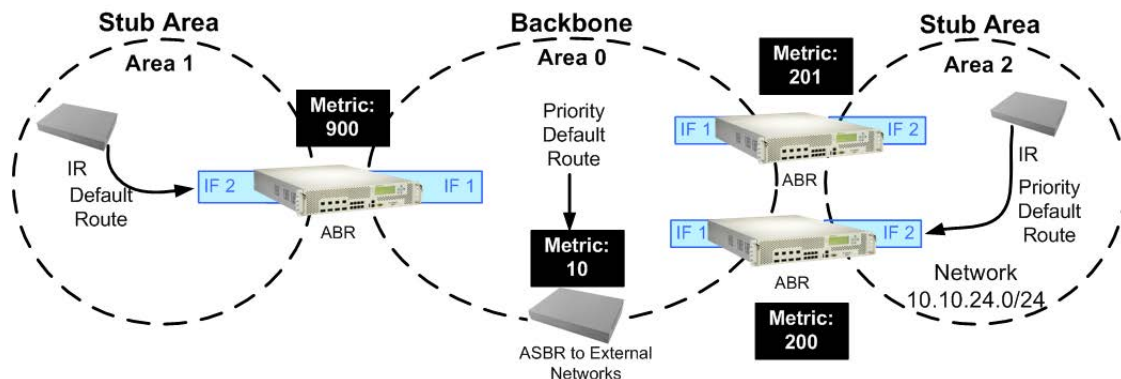 Stub Area
Area 1
IR
Default
Route
Metric:
900
IF 2
IF 1
ABR
Backbone
Area 0
Priority
Default
Route
Metric:
10
ASBR to External
Networks
Metric:
201
IF 1
IF 2
ABR
IF 1
IF 2
ABR
Metric:
200
Stub Area
Area 2
IR
Priority
Default
Route
Network
10.10.24.0/24